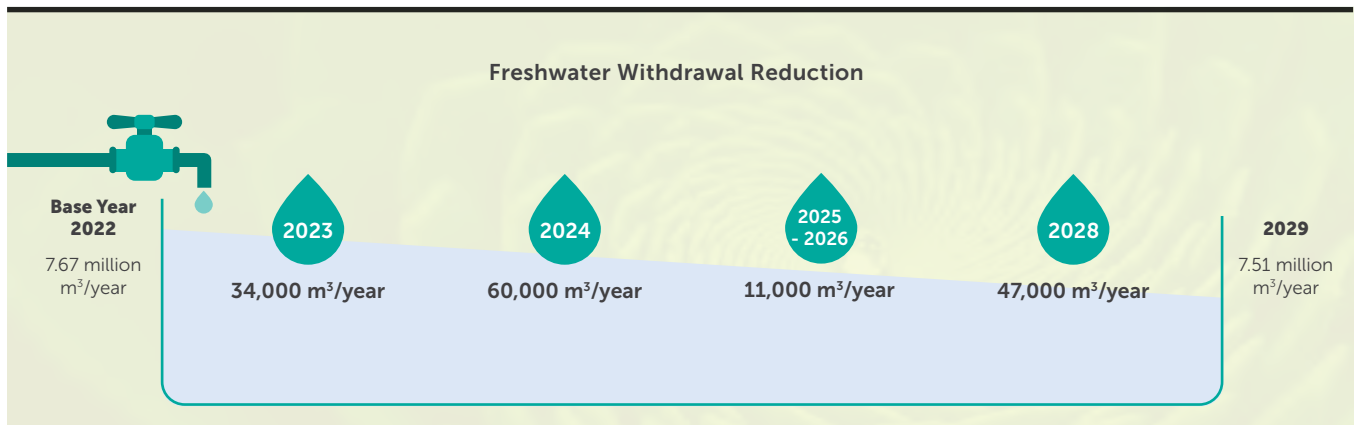 Freshwater Withdrawal Reduction
Base Year
2022
7.67 million
m³/year
2023
34,000 m³/year
2024
60,000 m³/year
2025
- 2026
11,000 m³/year
2028
47,000 m³/year
2029
7.51 million
m³/year